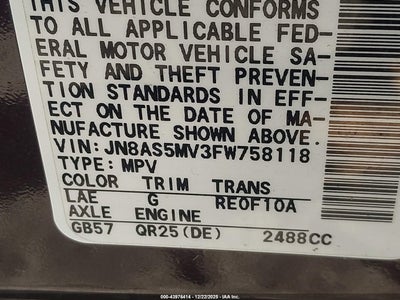 THIS VEHICLE CONFORMS
TO ALL APPLICABLE FED-
ERAL MOTOR VEHICLE SA-
FETY AND THEFT PREVEN-
TION STANDARDS IN EFF-
ECT ON THE DATE OF MA-
NUFACTURE SHOWN ABOVE.
VIN: JN8AS5MV3FW758118
TYPE: MPV
COLOR TRIM TRANS
LAE G RE0F10A
AXLE ENGINE
GB57 QR25(DE) 2488CC
000-43976414 - 12/22/2025 - IAAI.COM